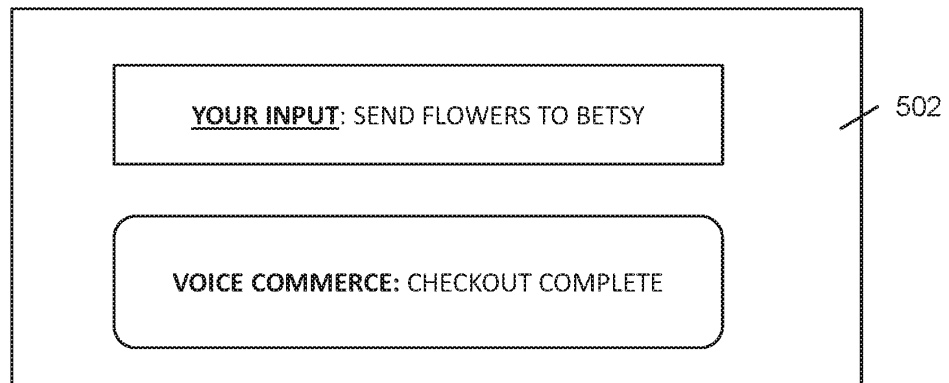 YOUR INPUT: SEND FLOWERS TO BETSY
502
VOICE COMMERCE: CHECKOUT COMPLETE